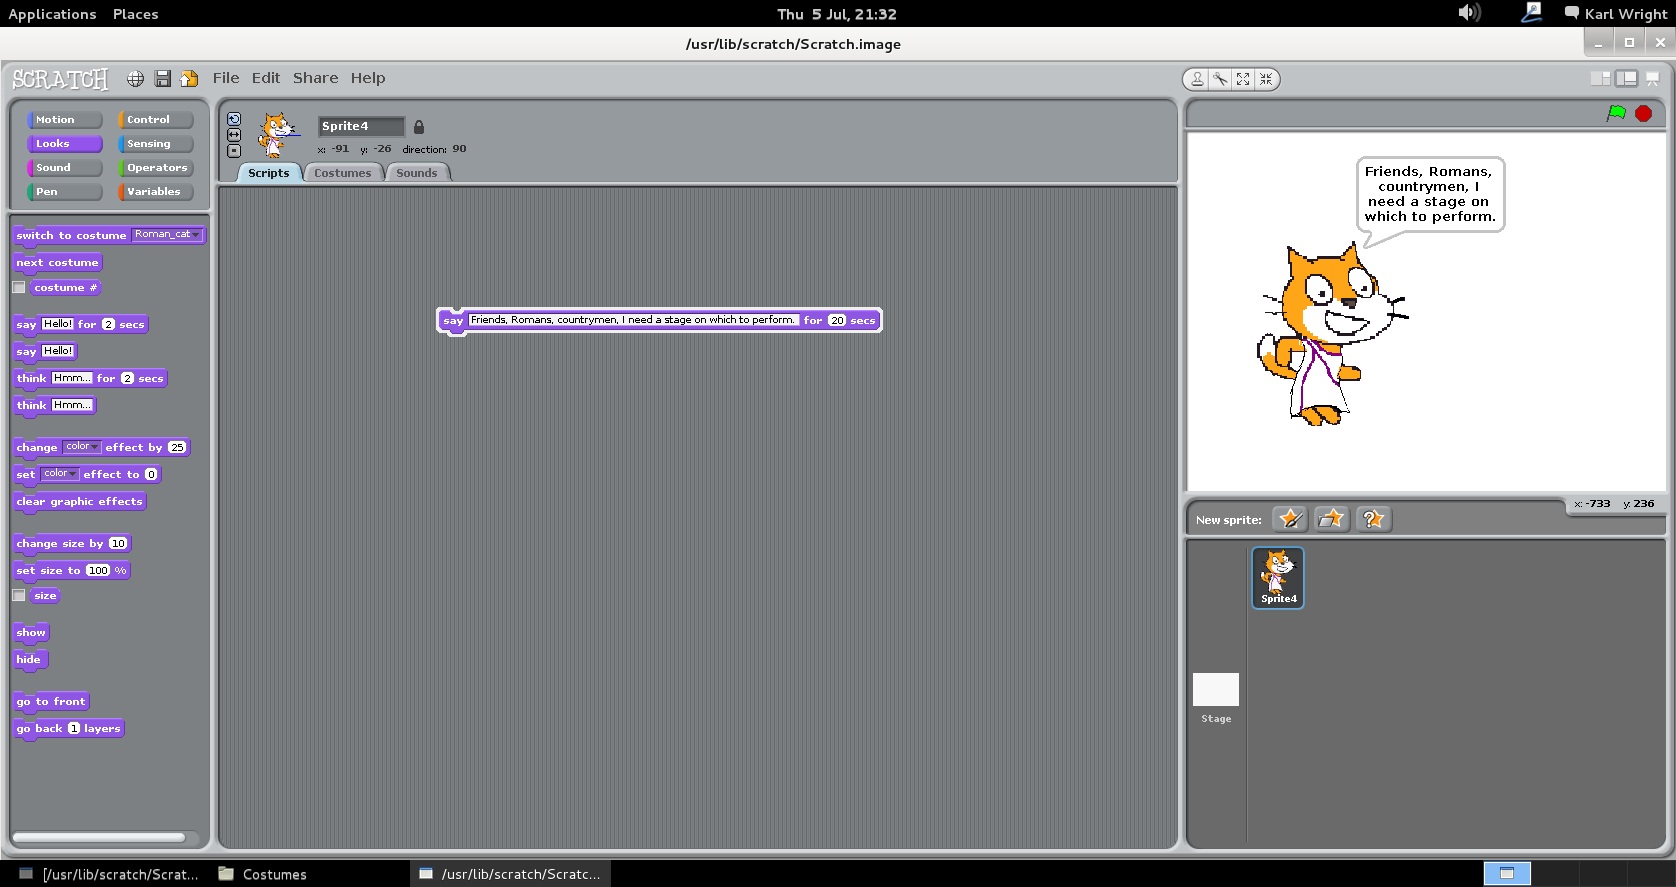 Applications Places Thu 5 Jul, 21:32 Karl Wright
/usr/lib/scratch/Scratch.image
SCRATCH File Edit Share Help
Motion Control
Looks Sensing
Sound Operators
Pen Variables
switch to costume Roman_cat
next costume
costume #
say Hello! for 2 secs
say Hello!
think Hmm... for 2 secs
think Hmm...
change color effect by 25
set color effect to 0
clear graphic effects
change size by 10
set size to 100 %
size
show
hide
go to front
go back 1 layers
Sprite4
x: -91 y: -26 direction: 90
Scripts Costumes Sounds
say Friends, Romans, countrymen, I need a stage on which to perform. for 20 secs
Friends, Romans,
countrymen, I
need a stage on
which to perform.
x: -733 y: 236
New sprite:
Sprite4
Stage
[/usr/lib/scratch/Scrat... Costumes /usr/lib/scratch/Scratc...